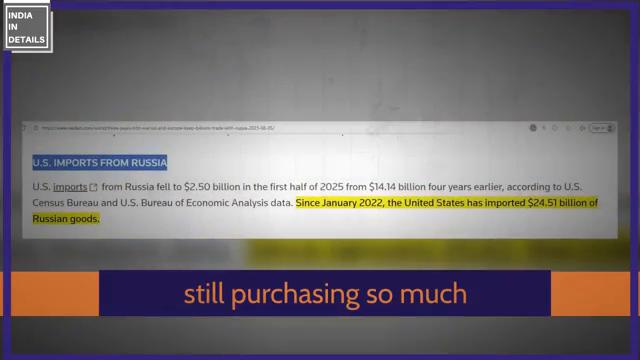 INDIA
IN
DETAILS
U.S. IMPORTS FROM RUSSIA
U.S. imports from Russia fell to $2.50 billion in the first half of 2025 from $14.14 billion four years earlier, according to U.S.
Census Bureau and U.S. Bureau of Economic Analysis data. Since January 2022, the United States has imported $24.51 billion of
Russian goods.
still purchasing so much